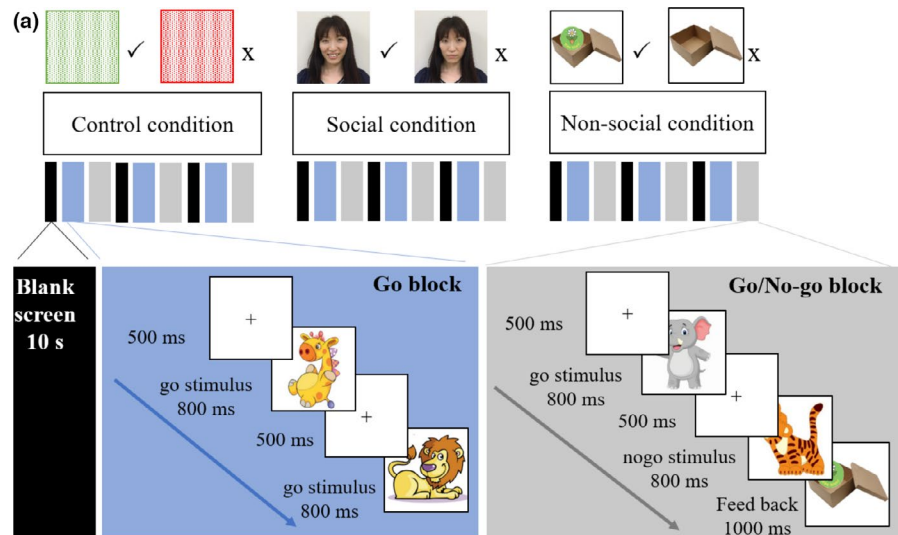 (a)
✓ X ✓ X ✓ X
Control condition
Social condition
Non-social condition
Blank
screen
10 s
Go block
+
500 ms
go stimulus
800 ms
+
500 ms
go stimulus
800 ms
Go/No-go block
+
500 ms
go stimulus
800 ms
+
500 ms
nogo stimulus
800 ms
Feed back
1000 ms